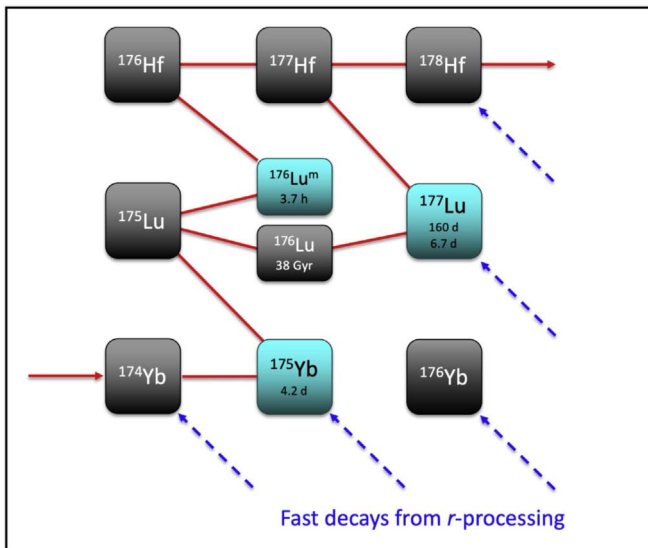 ¹⁷⁶Hf
¹⁷⁷Hf
¹⁷⁸Hf
¹⁷⁶Luᵐ
3.7 h
¹⁷⁵Lu
¹⁷⁶Lu
38 Gyr
¹⁷⁷Lu
160 d
6.7 d
¹⁷⁴Yb
¹⁷⁵Yb
4.2 d
¹⁷⁶Yb
Fast decays from r-processing